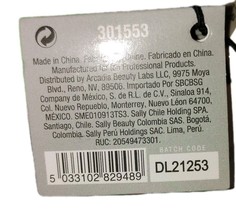 301553
Made in China. Fabriqué en Chine. Fabricado en China.
Manufactured for Ion Professional Products.
Distributed by Arcadia Beauty Labs LLC, 9975 Moya
Blvd., Reno, NV, 89506. Importado Por SBCBSG
Company de México, S. de R.L. de C.V., Sinaloa 914,
Col. Nuevo Repueblo, Monterrey, Nuevo León 64700,
MÉXICO. SMEG10913TS3. Sally Chile Holding SPA,
Santiago, Chile. Sally Beauty Colombia SAS, Bogotá,
Colombia. Sally Perú Holdings SAC. Lima, Perú.
RUC: 20549473301.
BATCH CODE
DL21253
5 033102 829489